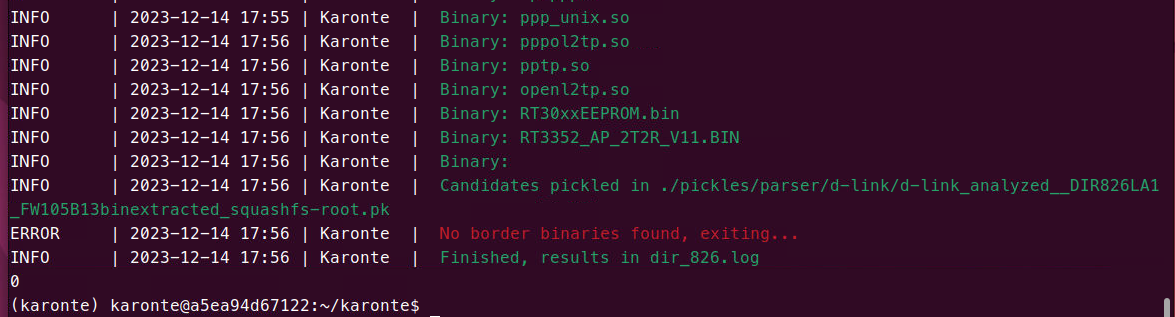 INFO | 2023-12-14 17:55 | Karonte | Binary: ppp_unix.so
INFO | 2023-12-14 17:56 | Karonte | Binary: pppol2tp.so
INFO | 2023-12-14 17:56 | Karonte | Binary: pptp.so
INFO | 2023-12-14 17:56 | Karonte | Binary: openl2tp.so
INFO | 2023-12-14 17:56 | Karonte | Binary: RT30xxEEPROM.bin
INFO | 2023-12-14 17:56 | Karonte | Binary: RT3352_AP_2T2R_V11.BIN
INFO | 2023-12-14 17:56 | Karonte | Binary:
INFO | 2023-12-14 17:56 | Karonte | Candidates pickled in ./pickles/parser/d-link/d-link_analyzed__DIR826LA1
_FW105B13binextracted_squashfs-root.pk
ERROR | 2023-12-14 17:56 | Karonte | No border binaries found, exiting...
INFO | 2023-12-14 17:56 | Karonte | Finished, results in dir_826.log
0
(karonte) karonte@a5ea94d67122:~/karonte$